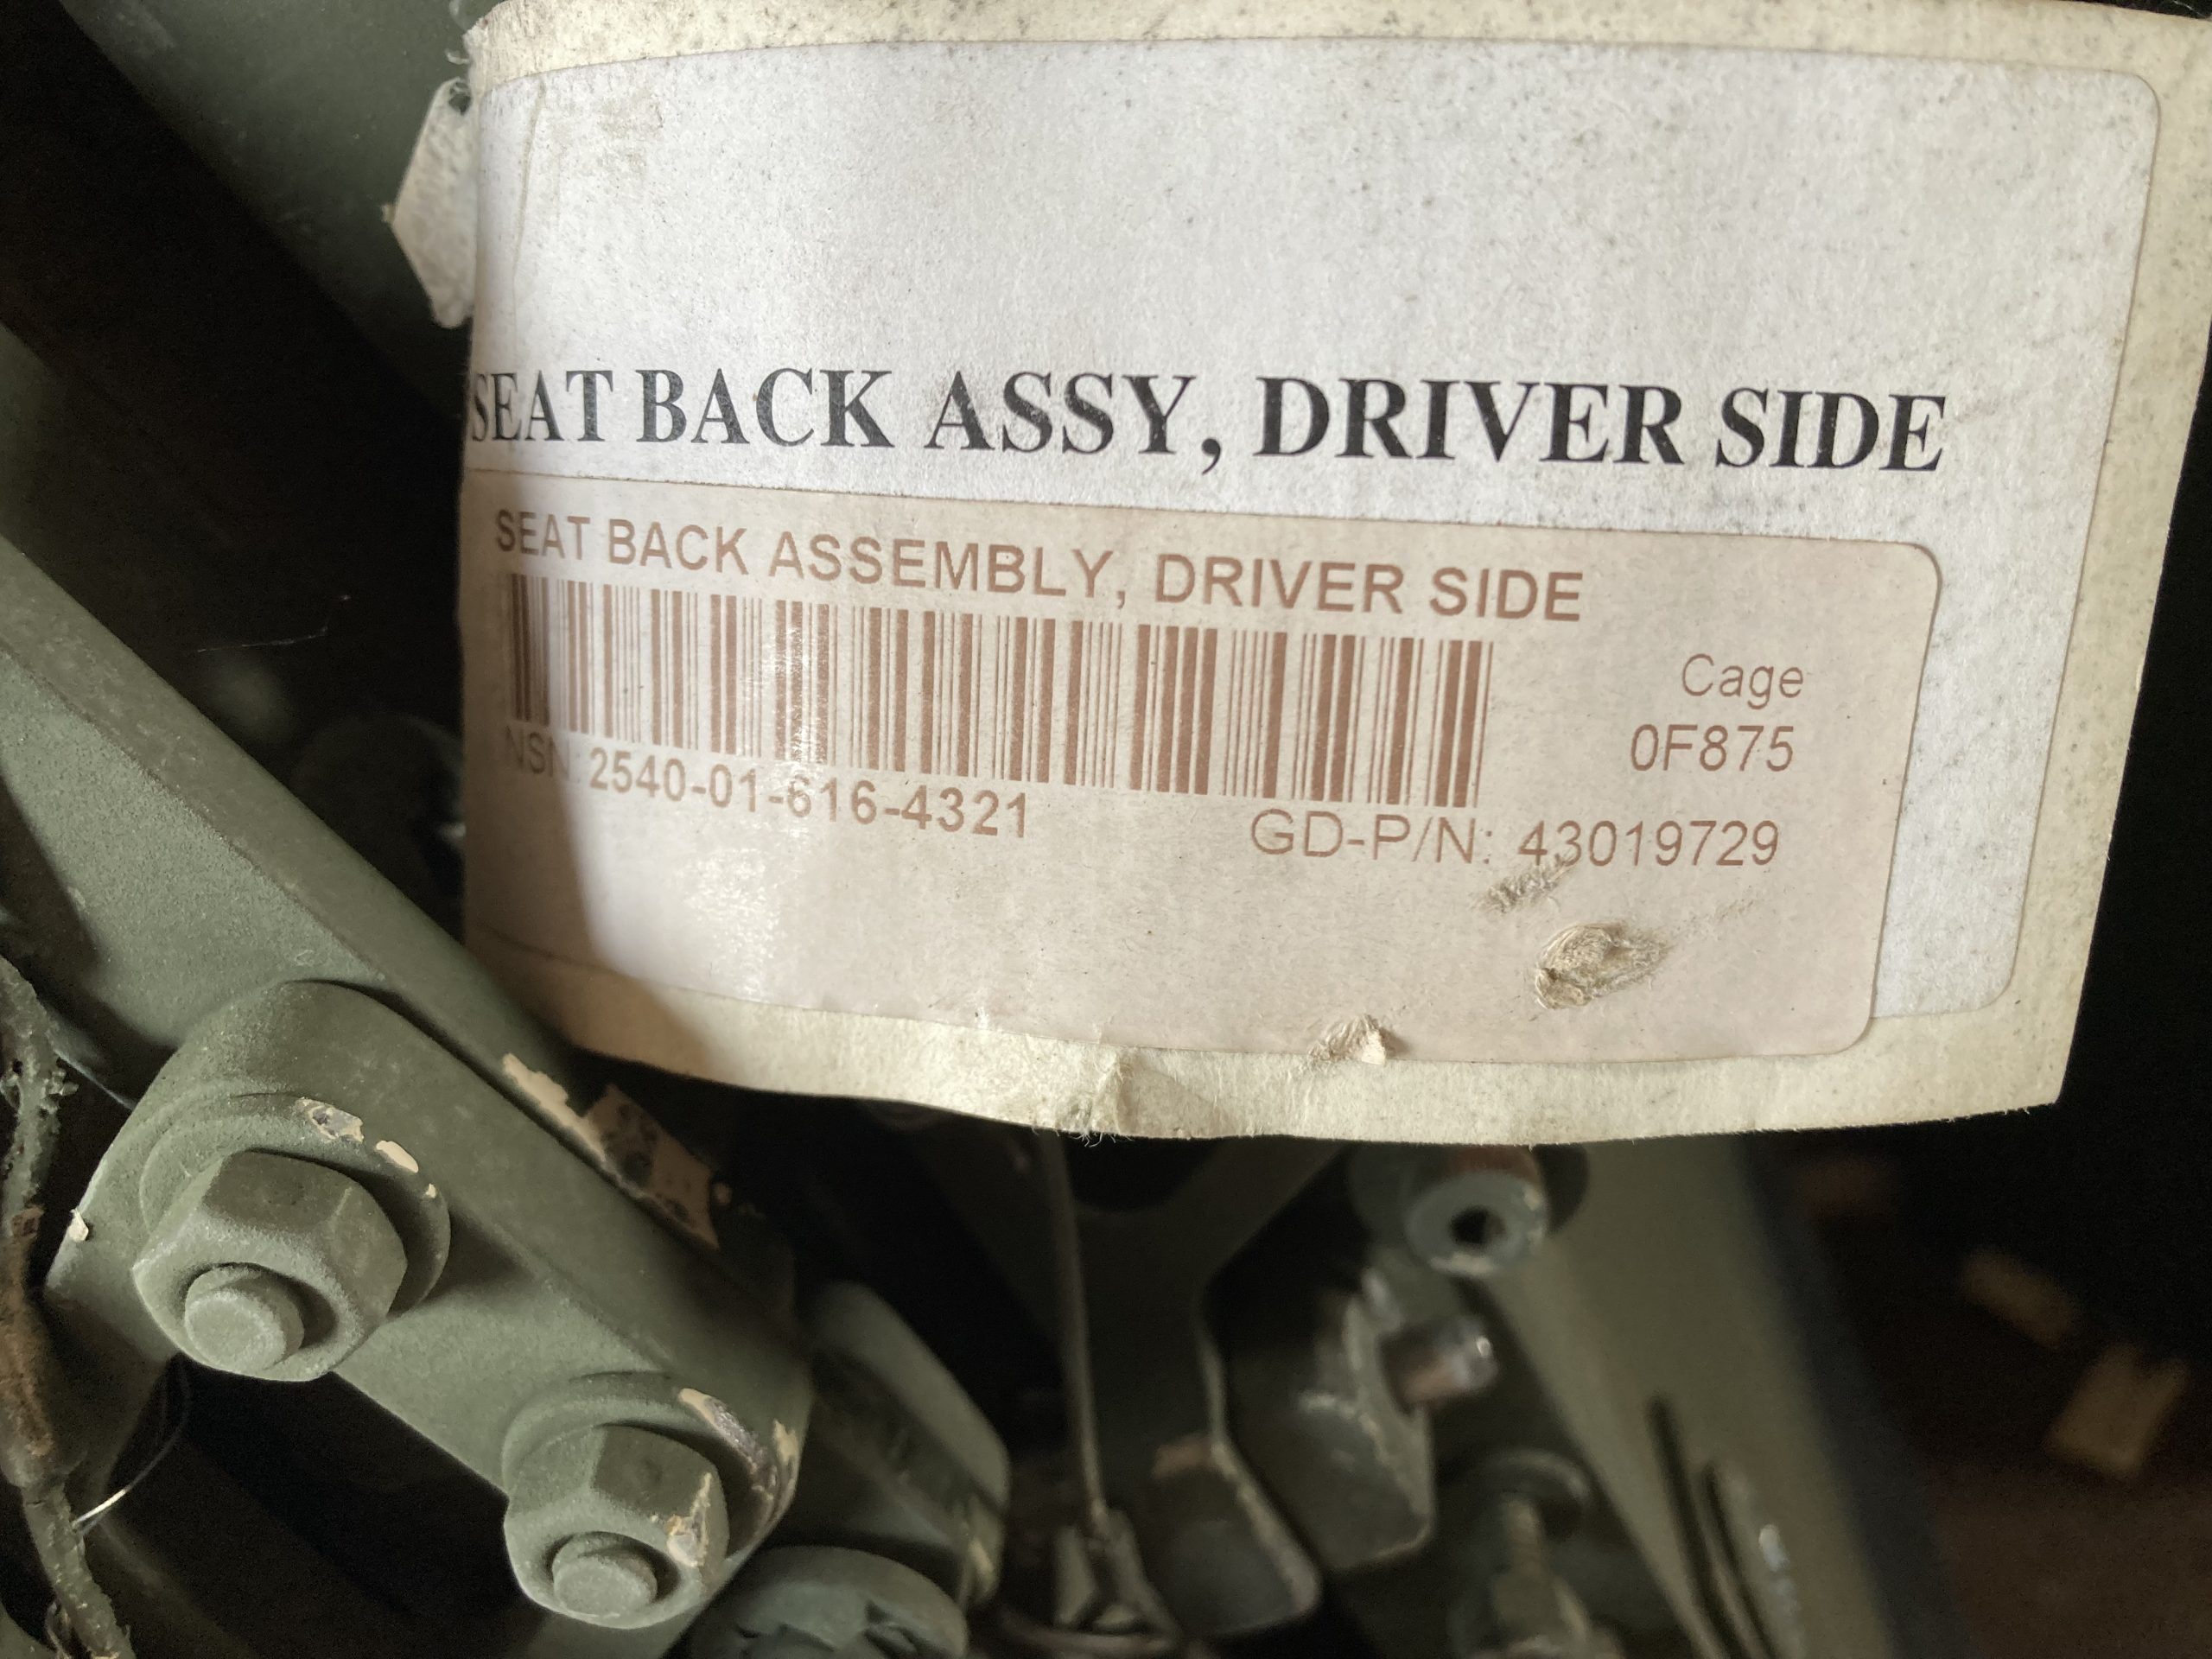 SEAT BACK ASSY, DRIVER SIDE
SEAT BACK ASSEMBLY, DRIVER SIDE
Cage
0F875
NSN: 2540-01-616-4321
GD-P/N: 43019729